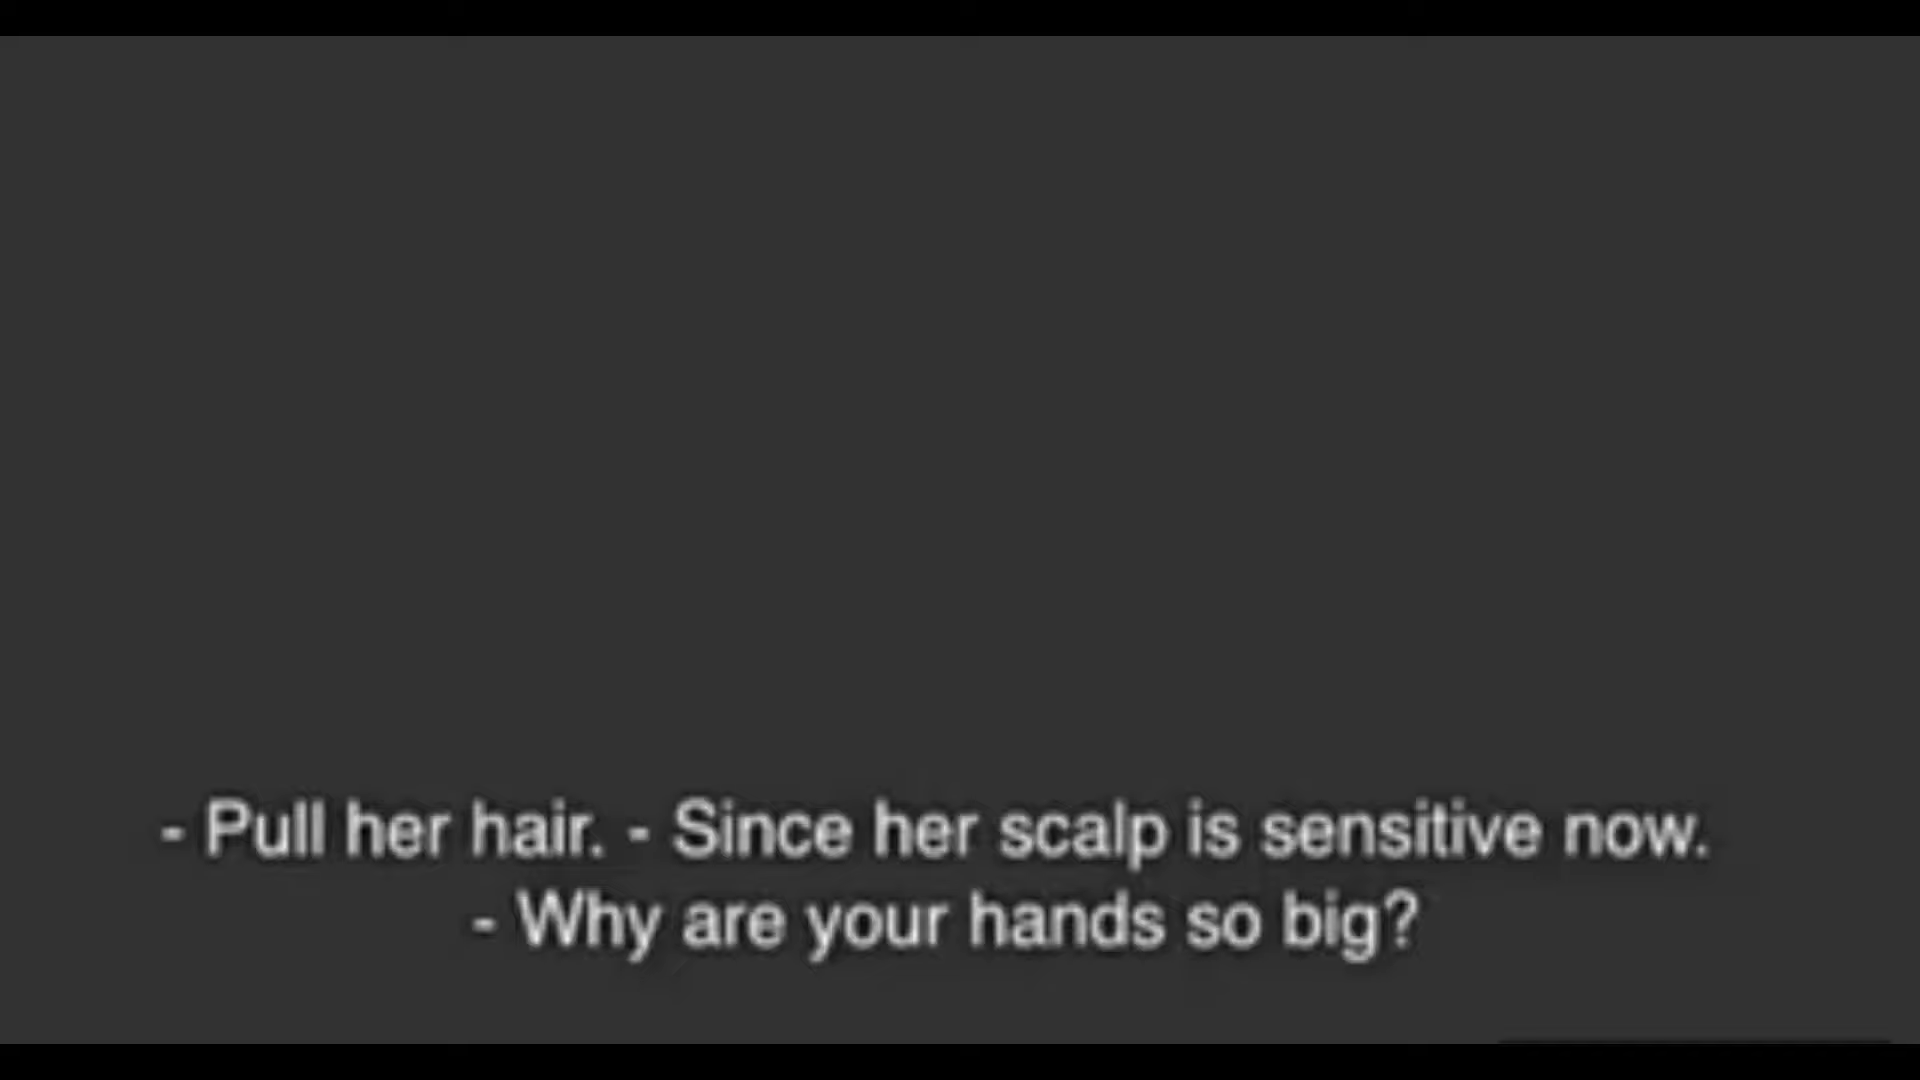 - Pull her hair. - Since her scalp is sensitive now.
- Why are your hands so big?